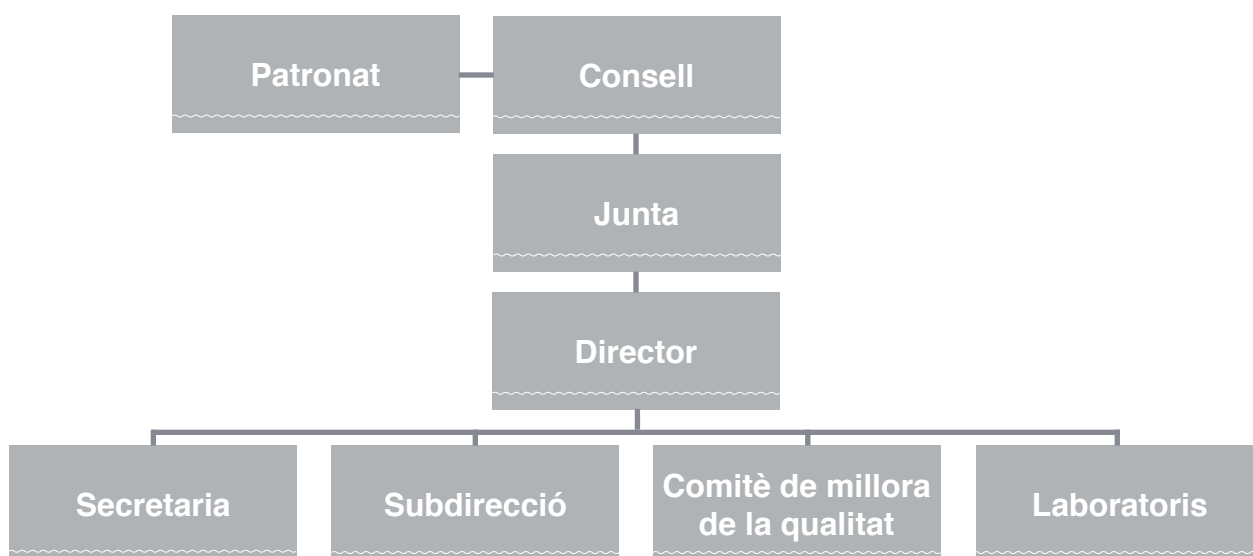 Patronat
Consell
Junta
Director
Secretaria
Subdirecció
Comitè de millora
de la qualitat
Laboratoris